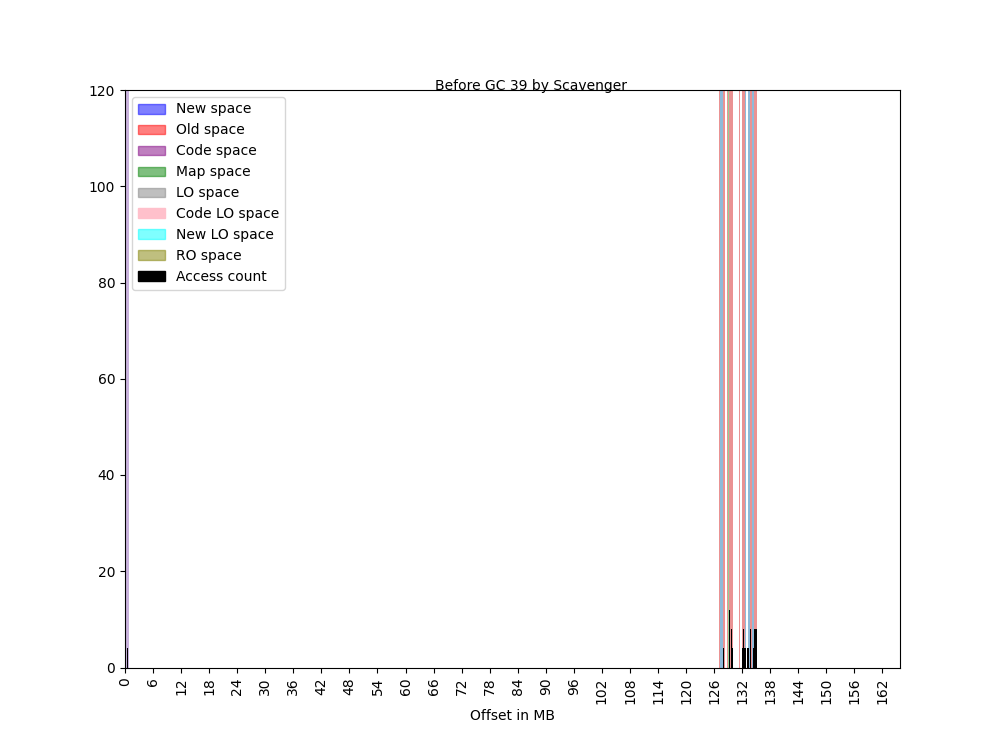 Before GC 39 by Scavenger
120
100
80
60
40
20
0
New space
Old space
Code space
Map space
LO space
Code LO space
New LO space
RO space
Access count
0 6 12 18 24 30 36 42 48 54 60 66 72 78 84 90 96 102 108 114 120 126 132 138 144 150 156 162
Offset in MB